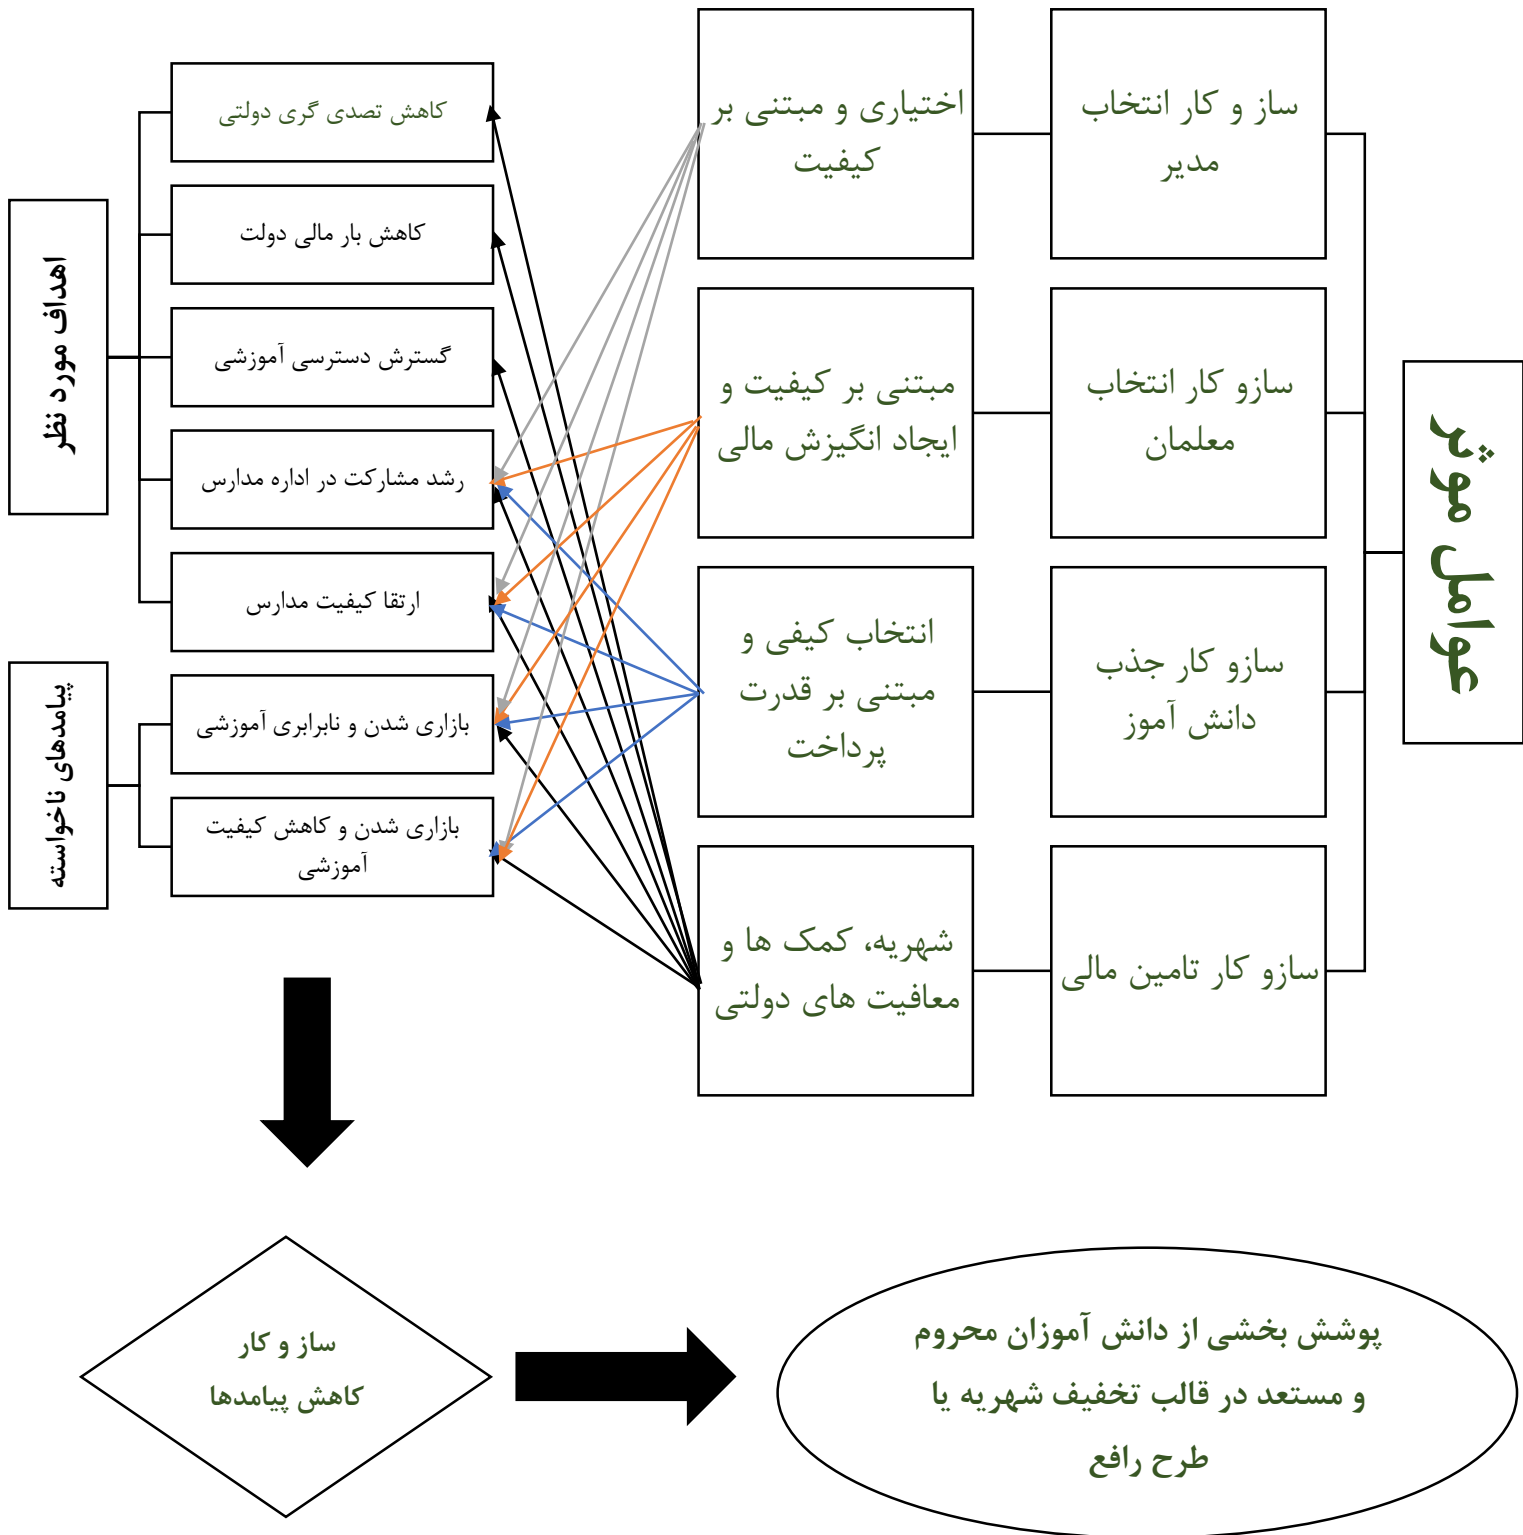 عوامل موثر
ساز و کار انتخاب
مدیر
سازو کار انتخاب
معلمان
سازو کار جذب
دانش آموز
سازو کار تامین مالی
اختیاری و مبتنی بر
کیفیت
مبتنی بر کیفیت و
ایجاد انگیزش مالی
انتخاب کیفی و
مبتنی بر قدرت
پرداخت
شهریه، کمک ها و
معافیت های دولتی
کاهش تصدی گری دولتی
کاهش بار مالی دولت
گسترش دسترسی آموزشی
رشد مشارکت در اداره مدارس
ارتقا کیفیت مدارس
بازاری شدن و نابرابری آموزشی
بازاری شدن و کاهش کیفیت
آموزشی
اهداف مورد نظر
پیامدهای ناخواسته
ساز و کار
کاهش پیامدها
پوشش بخشی از دانش آموزان محروم
و مستعد در قالب تخفیف شهریه یا
طرح رافع